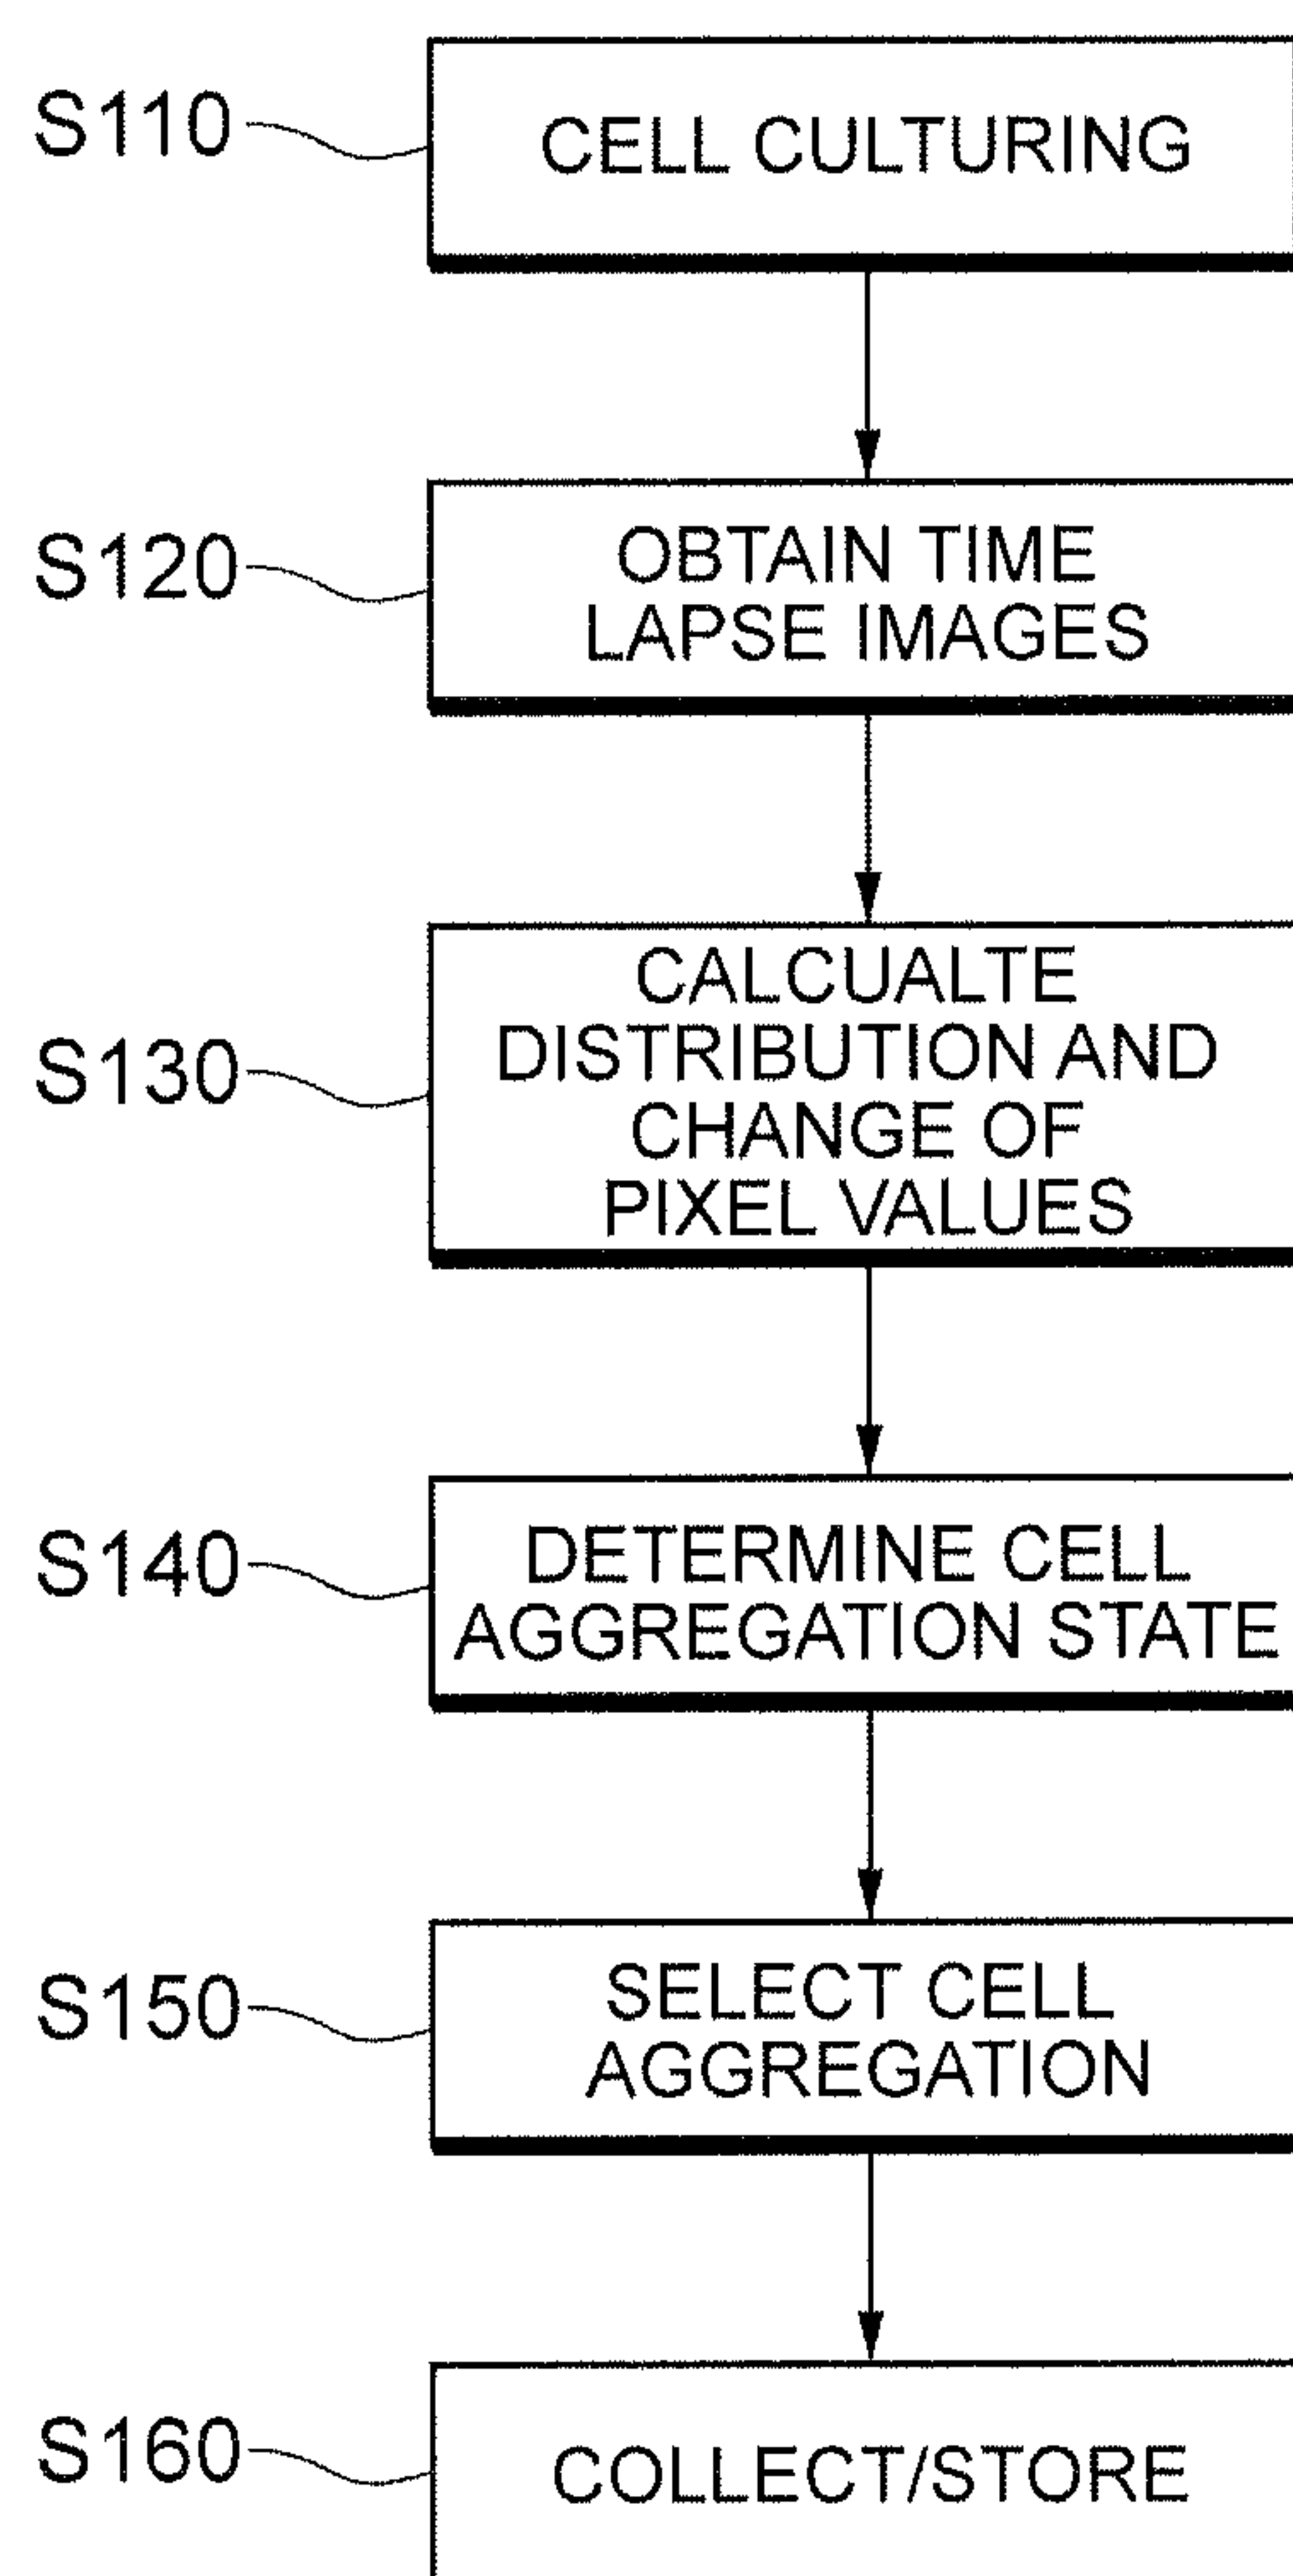 S110
CELL CULTURING
S120
OBTAIN TIME
LAPSE IMAGES
S130
CALCUALTE
DISTRIBUTION AND
CHANGE OF
PIXEL VALUES
S140
DETERMINE CELL
AGGREGATION STATE
S150
SELECT CELL
AGGREGATION
S160
COLLECT/STORE